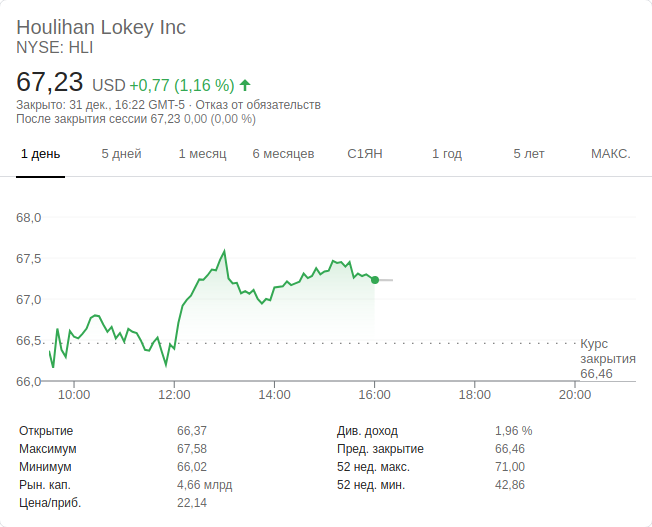 Houlihan Lokey Inc
NYSE: HLI
67,23 USD +0,77 (1,16 %)
Закрыто: 31 дек., 16:22 GMT-5 · Отказ от обязательств
После закрытия сессии 67,23 0,00 (0,00 %)
1 день 5 дней 1 месяц 6 месяцев С1ЯН 1 год 5 лет МАКС.
68,0
67,5
67,0
66,5
66,0
Курс
закрытия
66,46
10:00 12:00 14:00 16:00 18:00 20:00
Открытие 66,37 Див. доход 1,96 %
Максимум 67,58 Пред. закрытие 66,46
Минимум 66,02 52 нед. макс. 71,00
Рын. кап. 4,66 млрд 52 нед. мин. 42,86
Цена/приб. 22,14